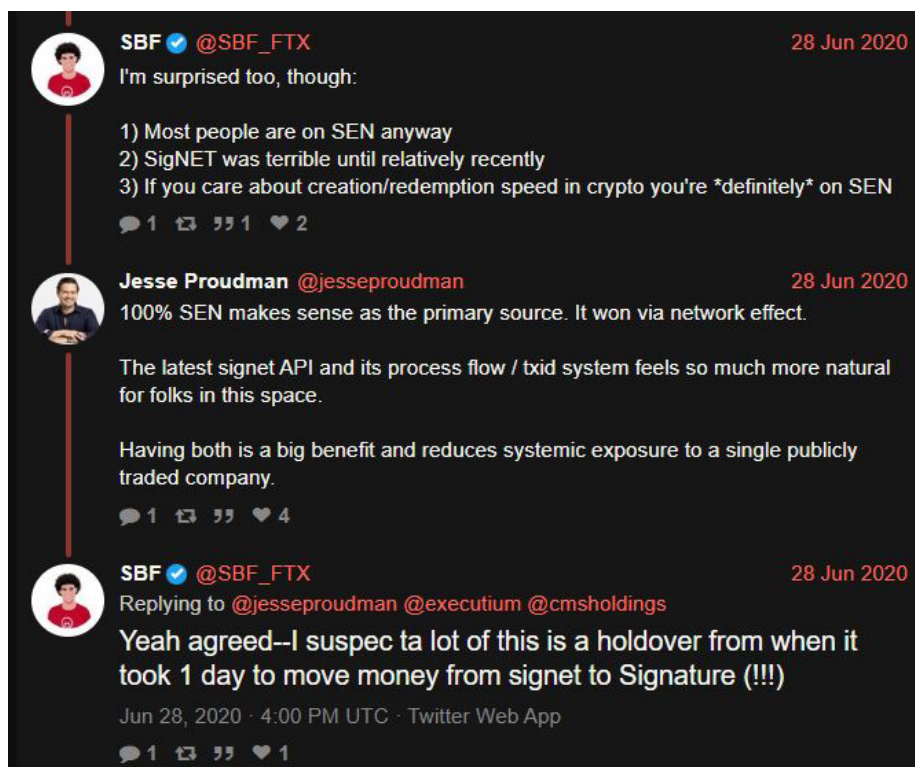 SBF @SBF_FTX 28 Jun 2020
I'm surprised too, though:
1) Most people are on SEN anyway
2) SigNET was terrible until relatively recently
3) If you care about creation/redemption speed in crypto you're *definitely* on SEN
1 1 2
Jesse Proudman @jesseproudman 28 Jun 2020
100% SEN makes sense as the primary source. It won via network effect.
The latest signet API and its process flow / txid system feels so much more natural
for folks in this space.
Having both is a big benefit and reduces systemic exposure to a single publicly
traded company.
1 4
SBF @SBF_FTX 28 Jun 2020
Replying to @jesseproudman @executium @cmsholdings
Yeah agreed--I suspec ta lot of this is a holdover from when it
took 1 day to move money from signet to Signature (!!!)
Jun 28, 2020 · 4:00 PM UTC · Twitter Web App
1 1